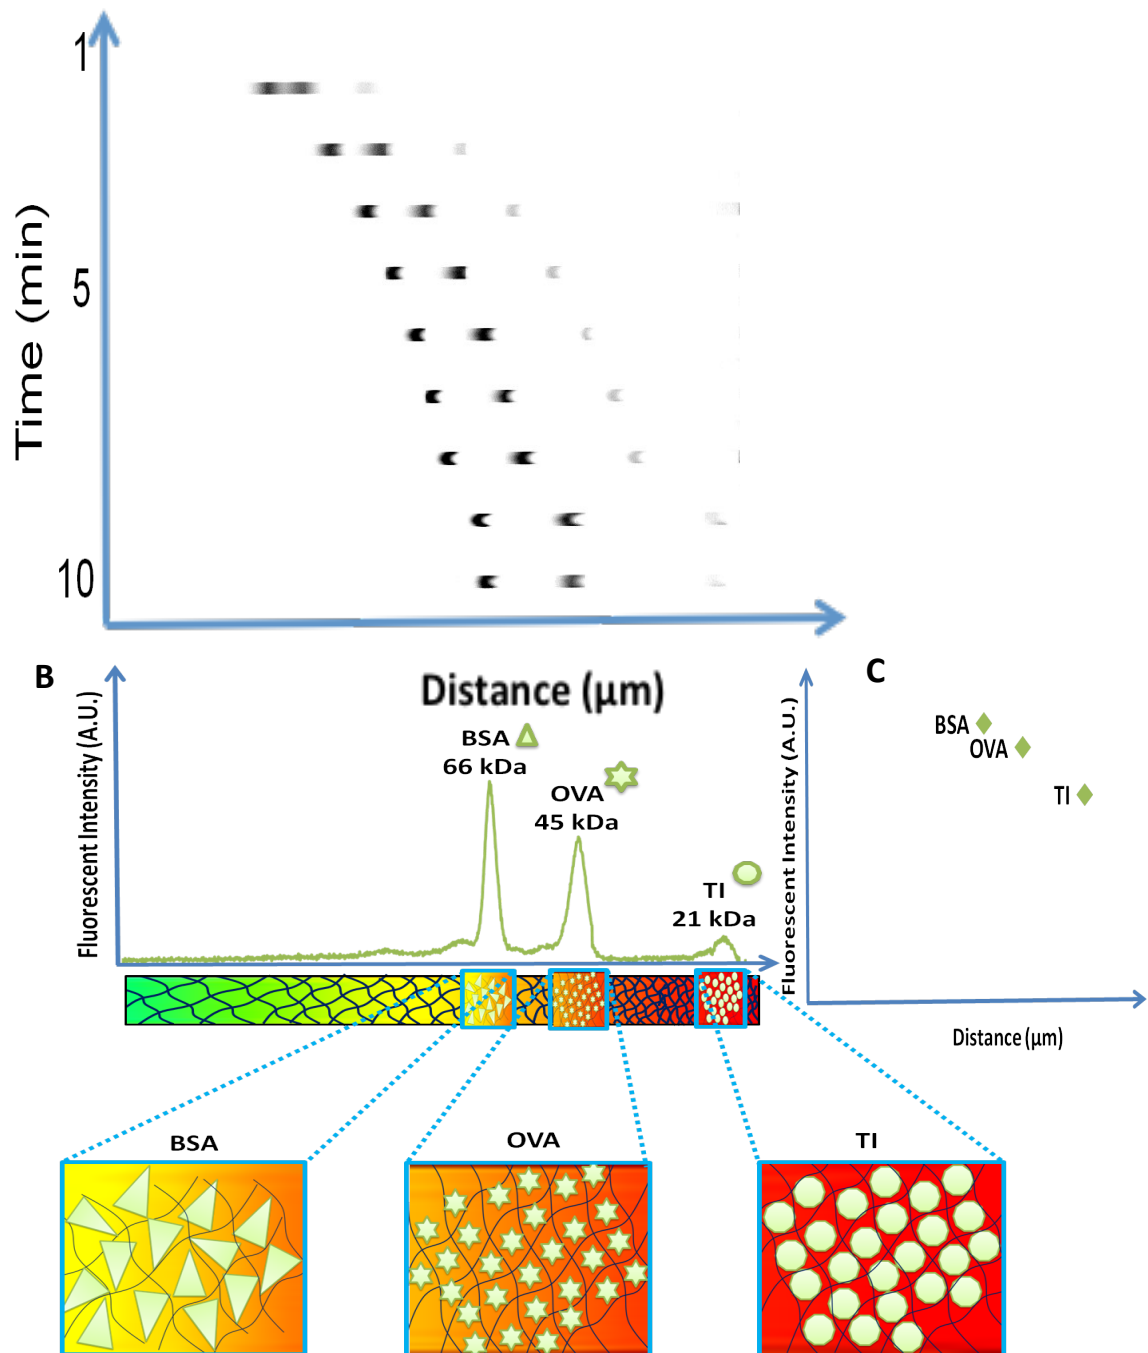 1
Time (min)
5
10
B
Distance (µm)
C
Fluorescent Intensity (A.U.)
BSA
66 kDa
OVA
45 kDa
TI
21 kDa
Fluorescent Intensity (A.U.)
BSA
OVA
TI
Distance (µm)
BSA
OVA
TI